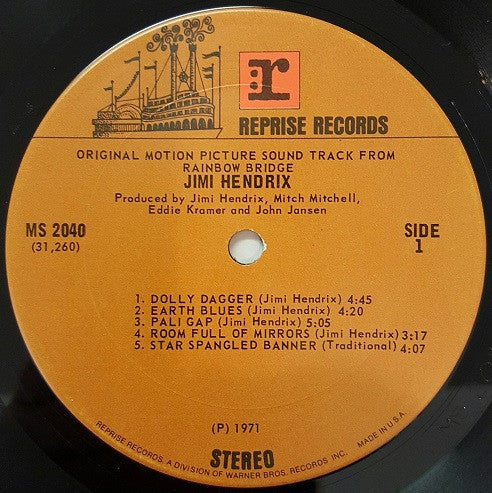 r
REPRISE RECORDS
ORIGINAL MOTION PICTURE SOUND TRACK FROM
RAINBOW BRIDGE
JIMI HENDRIX
Produced by Jimi Hendrix, Mitch Mitchell,
Eddie Kramer and John Jansen
MS 2040
(31,260)
SIDE
1
1. DOLLY DAGGER (Jimi Hendrix) 4:45
2. EARTH BLUES (Jimi Hendrix) 4:20
3. PALI GAP (Jimi Hendrix) 5:05
4. ROOM FULL OF MIRRORS (Jimi Hendrix) 3:17
5. STAR SPANGLED BANNER (Traditional) 4:07
(P) 1971
STEREO
REPRISE RECORDS, A DIVISION OF WARNER BROS. RECORDS INC. MADE IN U.S.A.